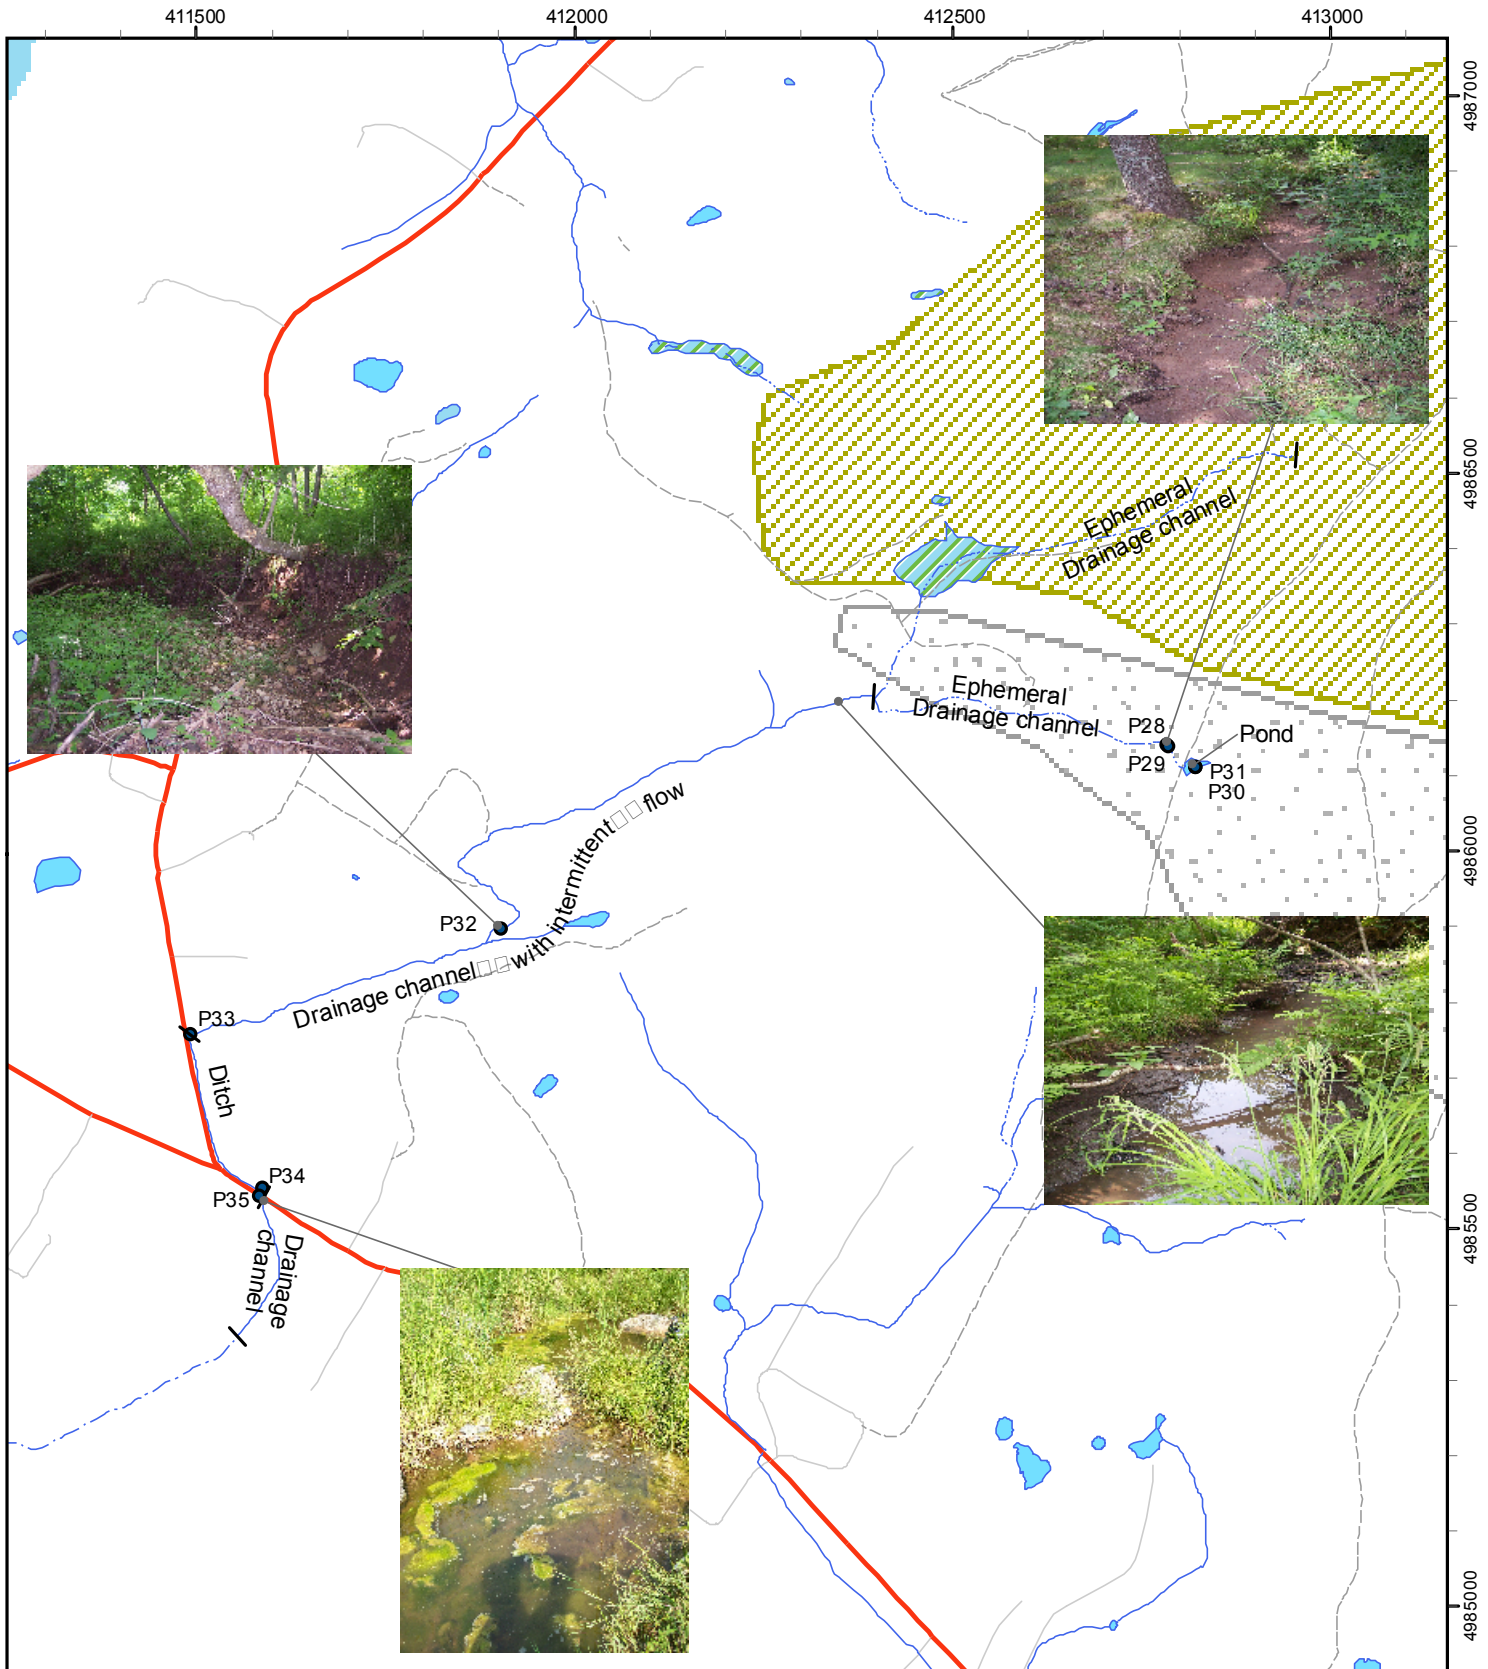 411500
412000
412500
413000
4987000
4986500
4986000
4985500
4985000
Ephemeral
Drainage channel
Ephemeral
Drainage channel
P28
P29
Pond
P31
P30
Drainage channel□□with intermittent□□flow
P32
P33
Ditch
P34
P35
Drainage
channel